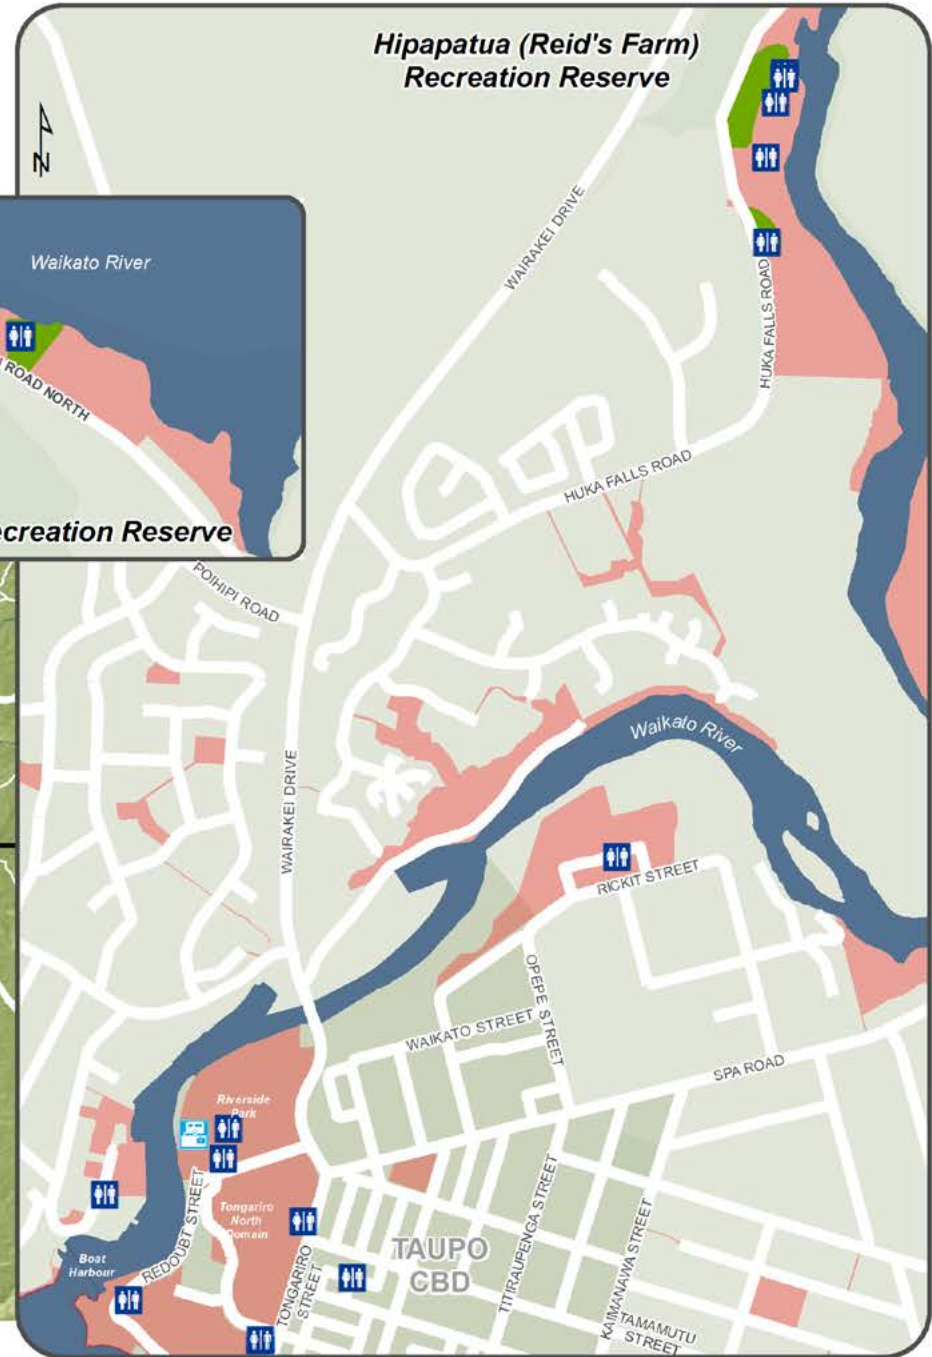 Hipapatua (Reid's Farm)
Recreation Reserve
N
WAIRAKEI DRIVE
Waikato River
HUKA FALLS ROAD
ROAD NORTH
HUKA FALLS ROAD
Recreation Reserve
POIHIPI ROAD
Waikato River
WAIRAKEI DRIVE
RICKIT STREET
OPEPE STREET
WAIKATO STREET
SPA ROAD
Riverside
Park
REDOUBT STREET
Tongariro
North
Domain
TITIRAUPENGA STREET
KAIMANAWA STREET
TAUPO
CBD
Boat
Harbour
TONGARIRO
STREET
TAMAMUTU
STREET